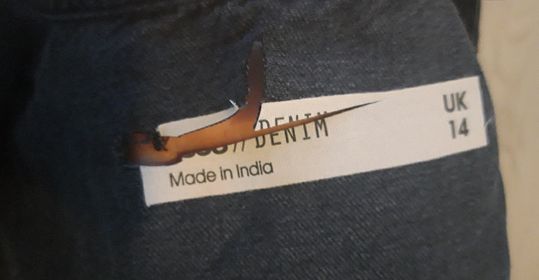 // DENIM
Made in India
UK
14